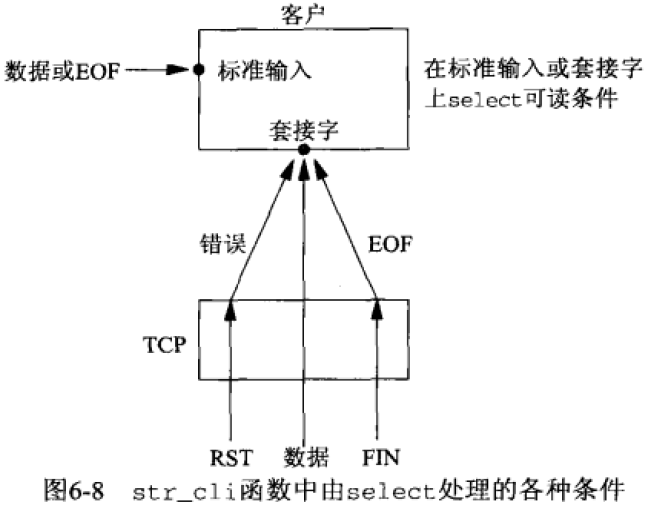 客户
数据或EOF
标准输入
在标准输入或套接字
上select可读条件
套接字
错误
EOF
TCP
RST
数据
FIN
图6-8 str_cli函数中由select处理的各种条件